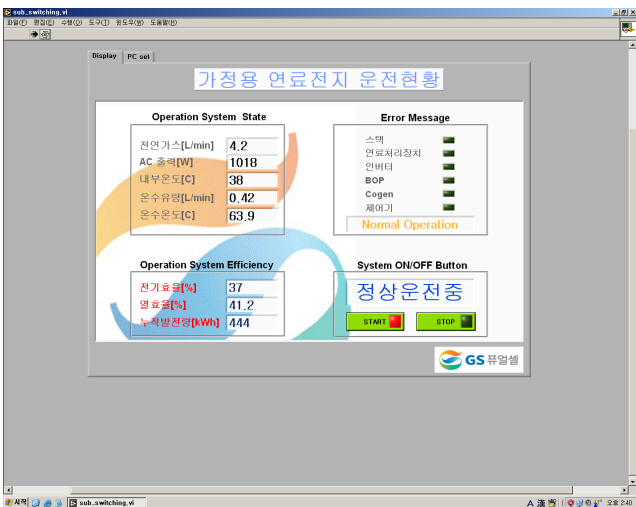 sub_switching.vi
파일(F) 편집(E) 수행(O) 도구(T) 윈도우(W) 도움말(H)
Display PC set
가정용 연료전지 운전현황
Operation System State
천연가스[L/min] 4.2
AC 출력[W] 1018
내부온도[C] 38
온수유량[L/min] 0.42
온수온도[C] 63.9
Error Message
스택
연료처리장치
인버터
BOP
Cogen
제어기
Normal Operation
Operation System Efficiency
전기효율[%] 37
열효율[%] 41.2
누적발전량[kWh] 444
System ON/OFF Button
정상운전중
START STOP
GS 퓨얼셀
시작 sub_switching.vi A 漢 오후 2:40